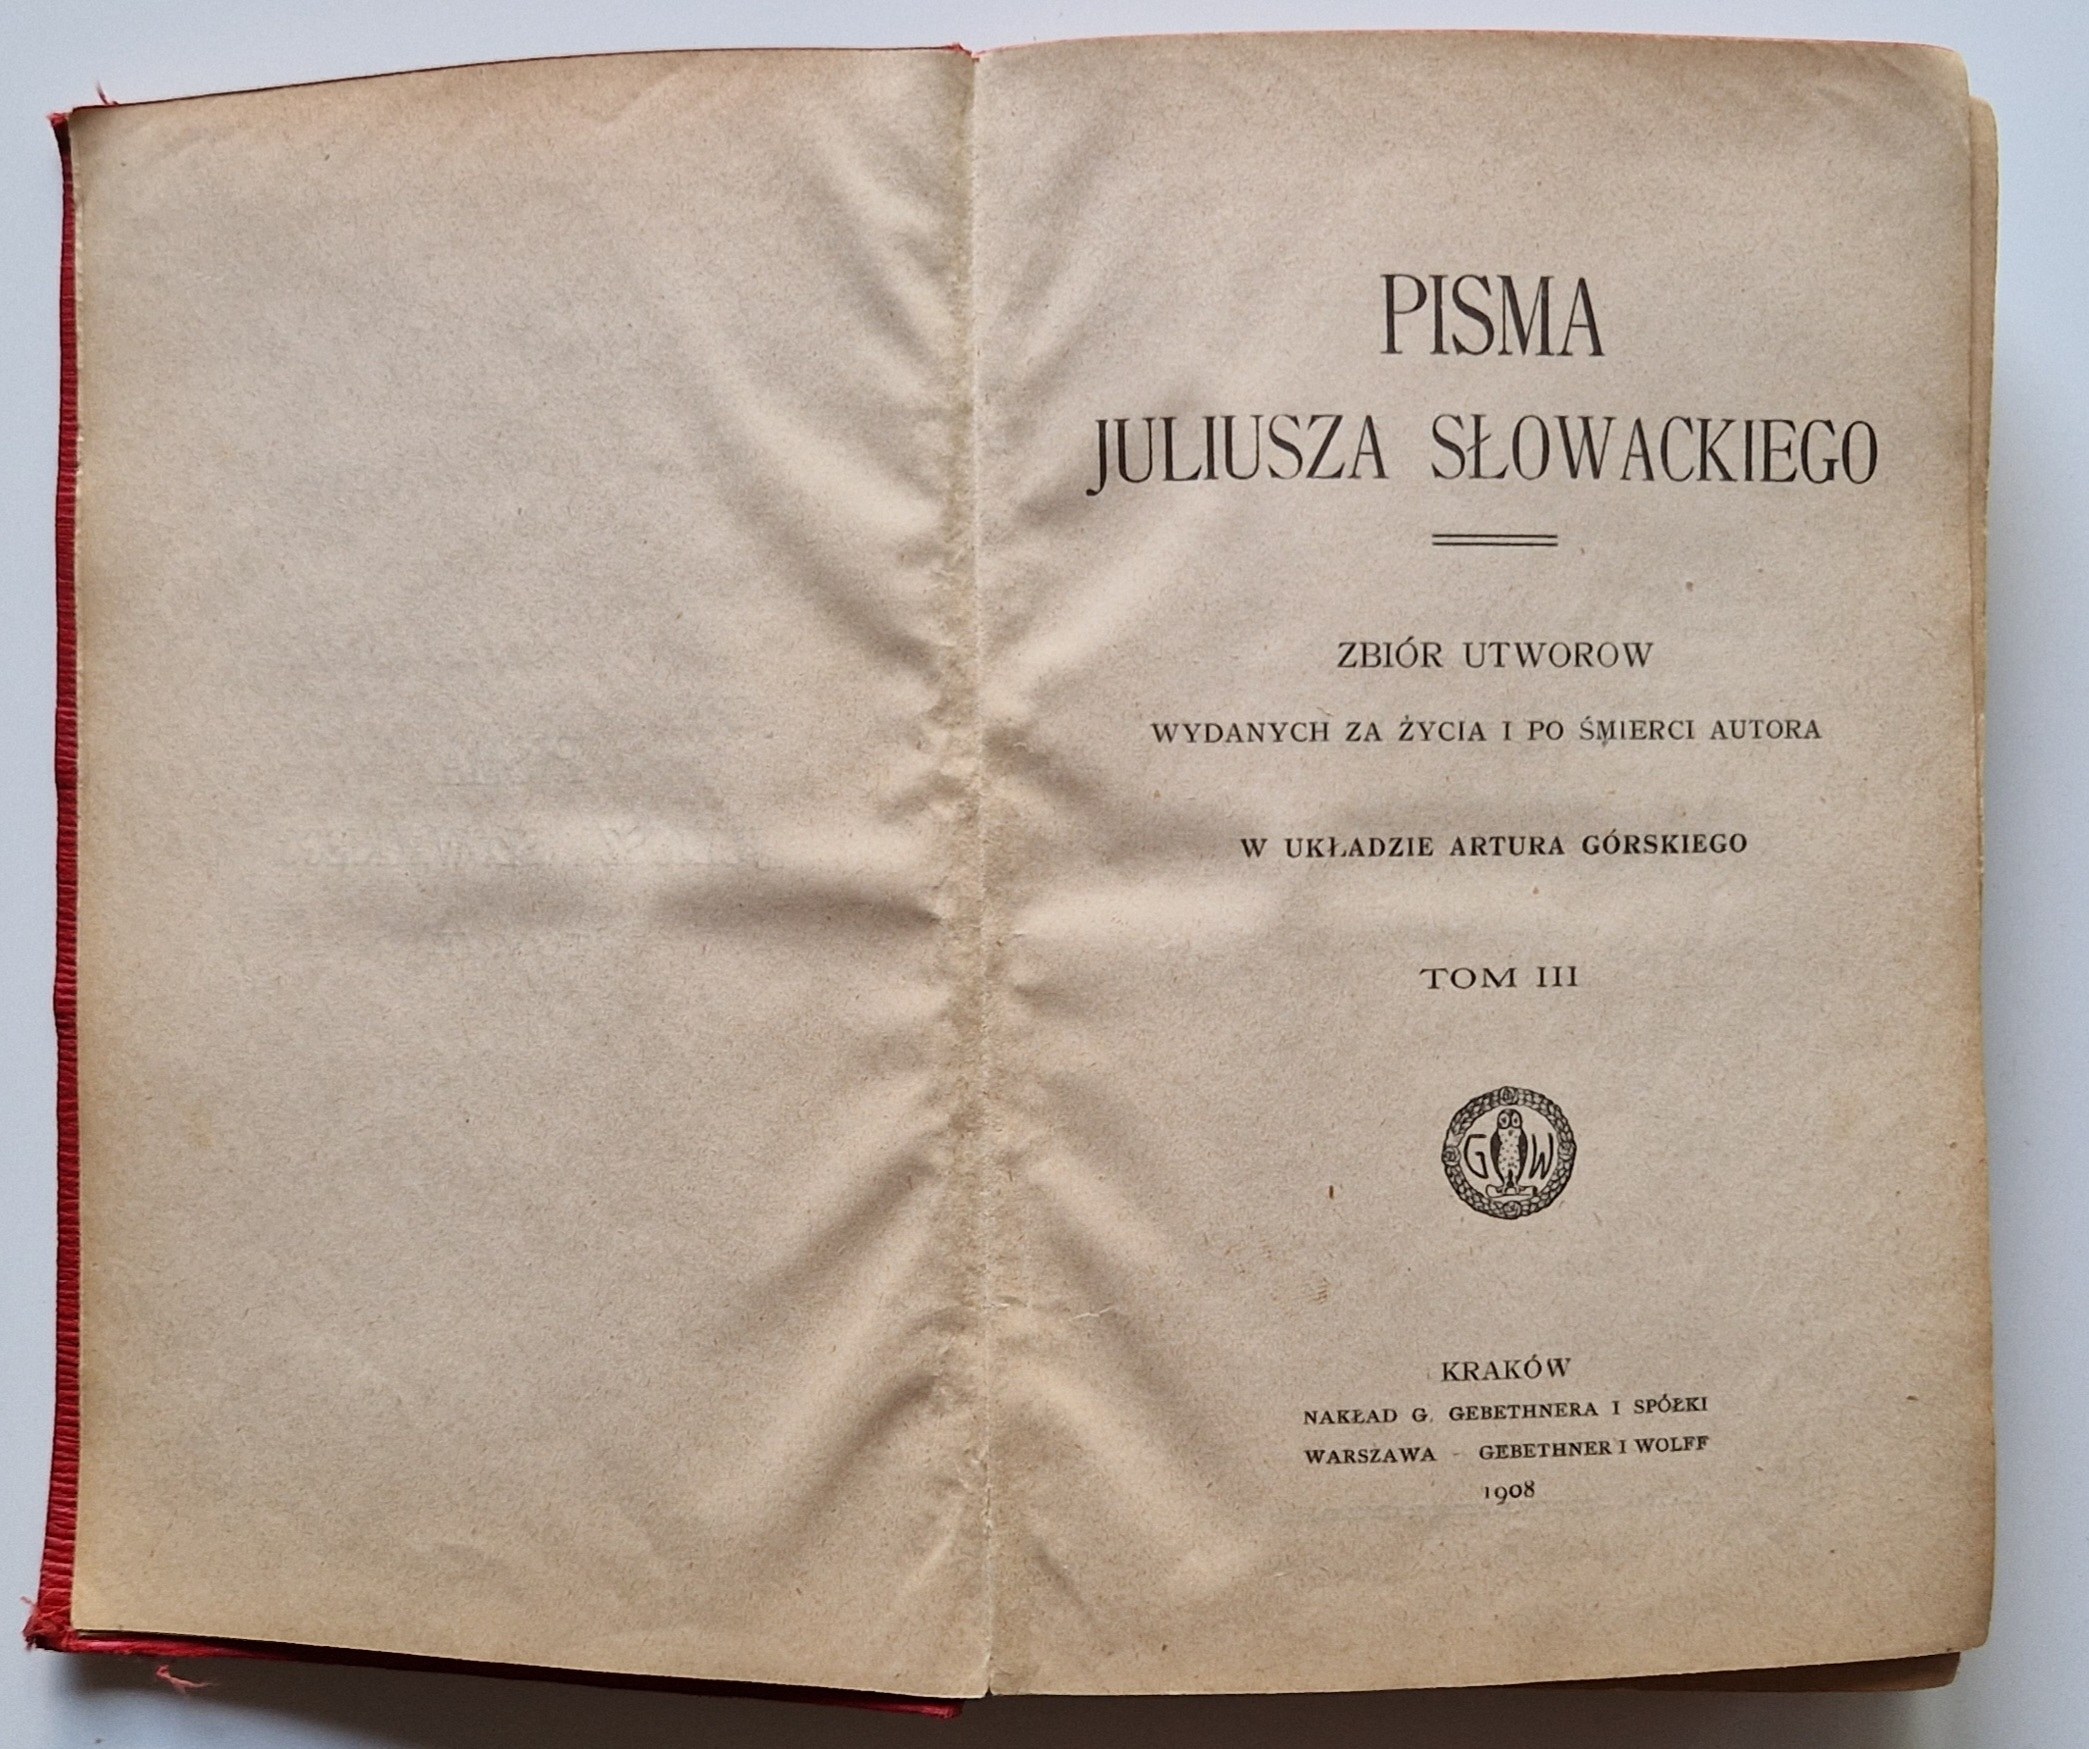 PISMA
JULIUSZA SŁOWACKIEGO
ZBIÓR UTWOROW
WYDANYCH ZA ŻYCIA I PO ŚMIERCI AUTORA
W UKŁADZIE ARTURA GÓRSKIEGO
TOM III
G W
KRAKÓW
NAKŁAD G. GEBETHNERA I SPÓŁKI
WARSZAWA - GEBETHNER I WOLFF
1908